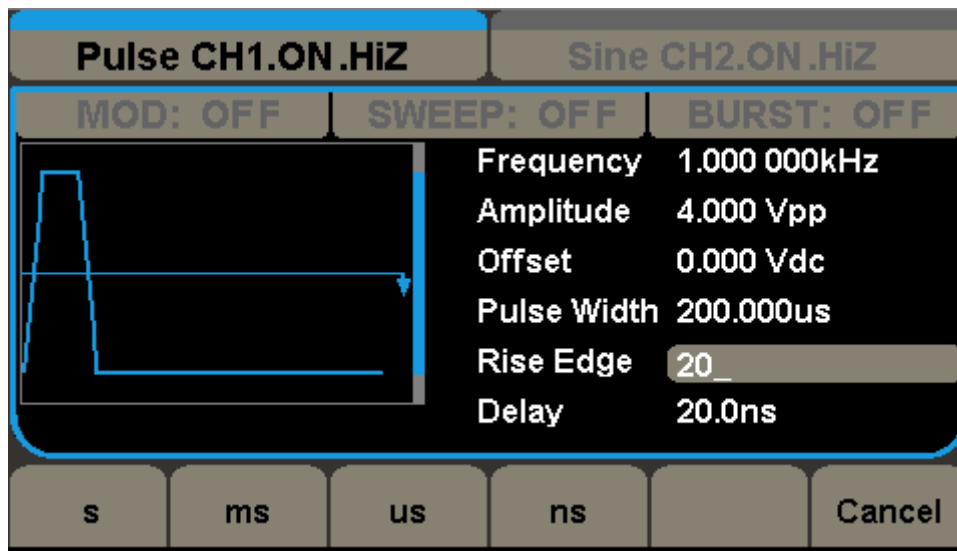 Pulse CH1.ON.HiZ Sine CH2.ON.HiZ
MOD: OFF SWEEP: OFF BURST: OFF
Frequency 1.000 000kHz
Amplitude 4.000 Vpp
Offset 0.000 Vdc
Pulse Width 200.000us
Rise Edge 20_
Delay 20.0ns
s ms us ns Cancel